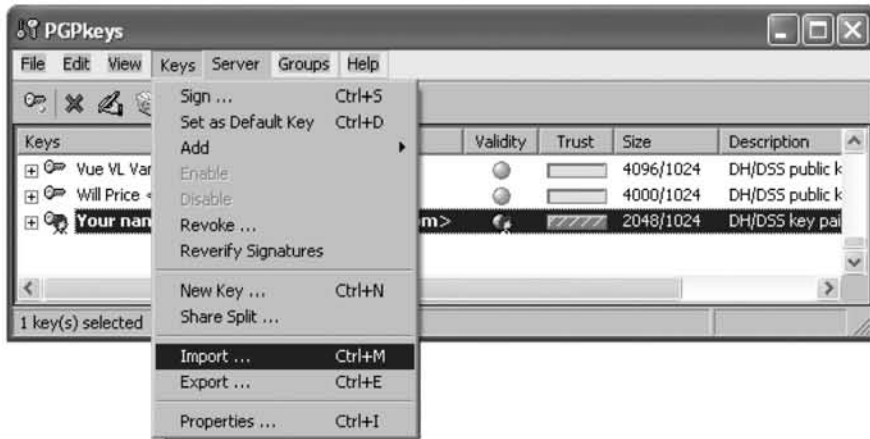 PGPkeys
File Edit View Keys Server Groups Help
Sign ... Ctrl+S
Set as Default Key Ctrl+D
Add
Enable
Disable
Revoke ...
Reverify Signatures
New Key ... Ctrl+N
Share Split ...
Import ... Ctrl+M
Export ... Ctrl+E
Properties ... Ctrl+I
Keys Validity Trust Size Description
Vue VL Var 4096/1024 DH/DSS public k
Will Price < 4000/1024 DH/DSS public k
Your nan m> 2048/1024 DH/DSS key pai
1 key(s) selected